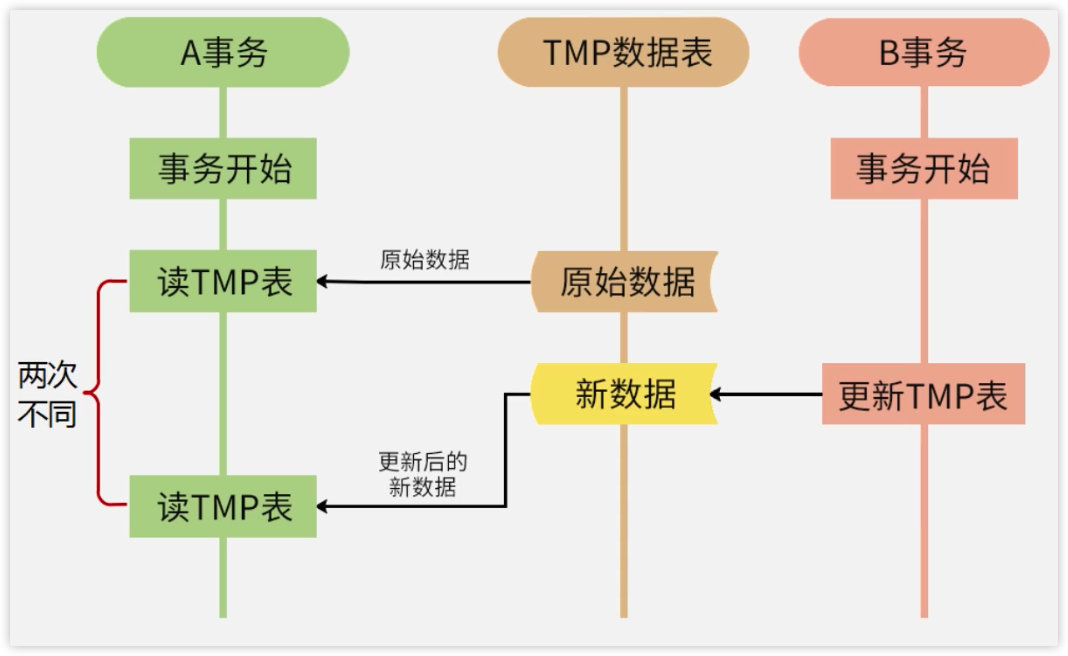 A事务
TMP数据表
B事务
事务开始
事务开始
读TMP表
原始数据
原始数据
两次
不同
新数据
更新TMP表
更新后的
新数据
读TMP表